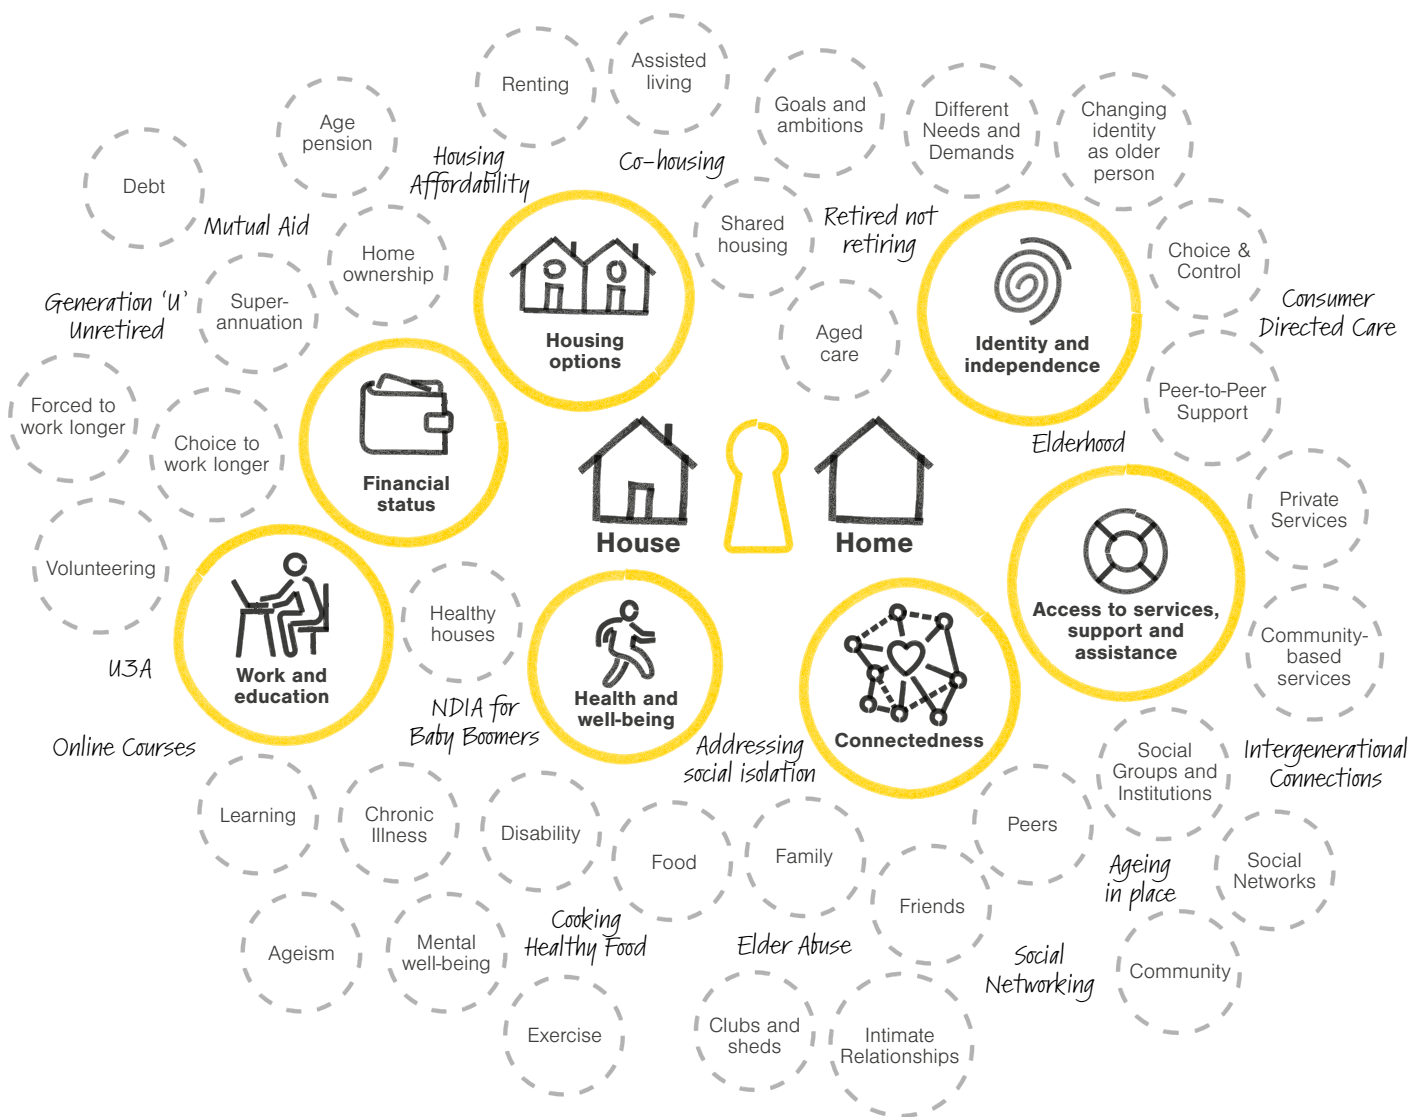 Renting
Assisted
living
Goals and
ambitions
Different
Needs and
Demands
Changing
identity
as older
person
Age
pension
Debt
Housing
Affordability
Co-housing
Mutual Aid
Home
ownership
Shared
housing
Retired not
retiring
Choice &
Control
Generation ‘U’
Unretired
Super-
annuation
Housing
options
Aged
care
Identity and
independence
Consumer
Directed Care
Forced to
work longer
Choice to
work longer
Financial
status
Peer-to-Peer
Support
Elderhood
House
Home
Private
Services
Volunteering
Healthy
houses
Access to services,
support and
assistance
Community-
based
services
U3A
Work and
education
Health and
well-being
Connectedness
NDIA for
Baby Boomers
Online Courses
Addressing
social isolation
Social
Groups and
Institutions
Intergenerational
Connections
Learning
Chronic
Illness
Disability
Food
Family
Peers
Ageing
in place
Social
Networks
Friends
Ageism
Mental
well-being
Cooking
Healthy Food
Elder Abuse
Social
Networking
Community
Exercise
Clubs and
sheds
Intimate
Relationships